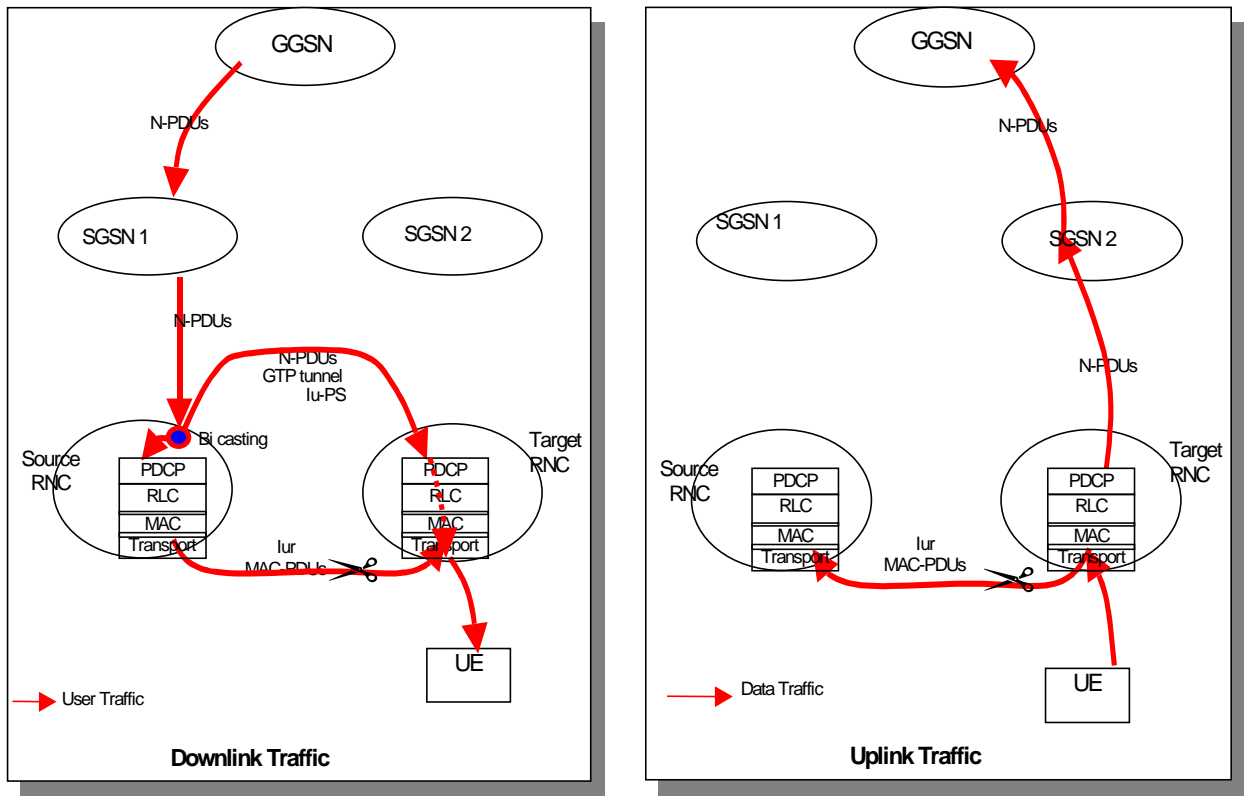 GGSN
N-PDUs
SGSN 1
SGSN 2
N-PDUs
N-PDUs
GTP tunnel
Iu-PS
Bi casting
Source
RNC
Target
RNC
PDCP
RLC
MAC
Transport
PDCP
RLC
MAC
Transport
Iur
MAC-PDUs
UE
User Traffic
Downlink Traffic
GGSN
N-PDUs
SGSN 1
SGSN 2
N-PDUs
Source
RNC
Target
RNC
PDCP
RLC
MAC
Transport
PDCP
RLC
MAC
Transport
Iur
MAC-PDUs
UE
Data Traffic
Uplink Traffic